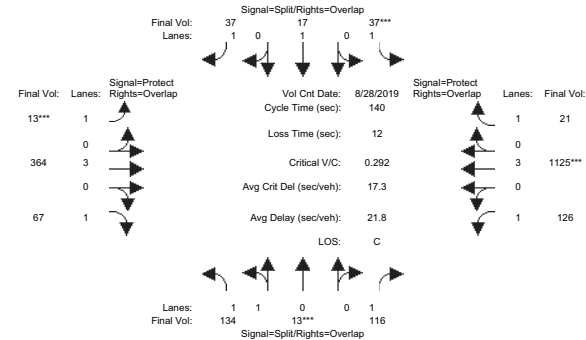 Signal=Split/Rights=Overlap
Final Vol: 37 17 37***
Lanes: 1 0 1 0 1
Signal=Protect
Rights=Overlap
Final Vol: Lanes:
Vol Cnt Date: 8/28/2019
Signal=Protect
Rights=Overlap
Lanes: Final Vol:
Cycle Time (sec): 140
13*** 1
1 21
Loss Time (sec): 12
0
0
364 3
Critical V/C: 0.292
3 1125***
0
Avg Crit Del (sec/veh): 17.3
0
67 1
Avg Delay (sec/veh): 21.8
1 126
LOS: C
Lanes: 1 1 0 0 1
Final Vol: 134 13*** 116
Signal=Split/Rights=Overlap